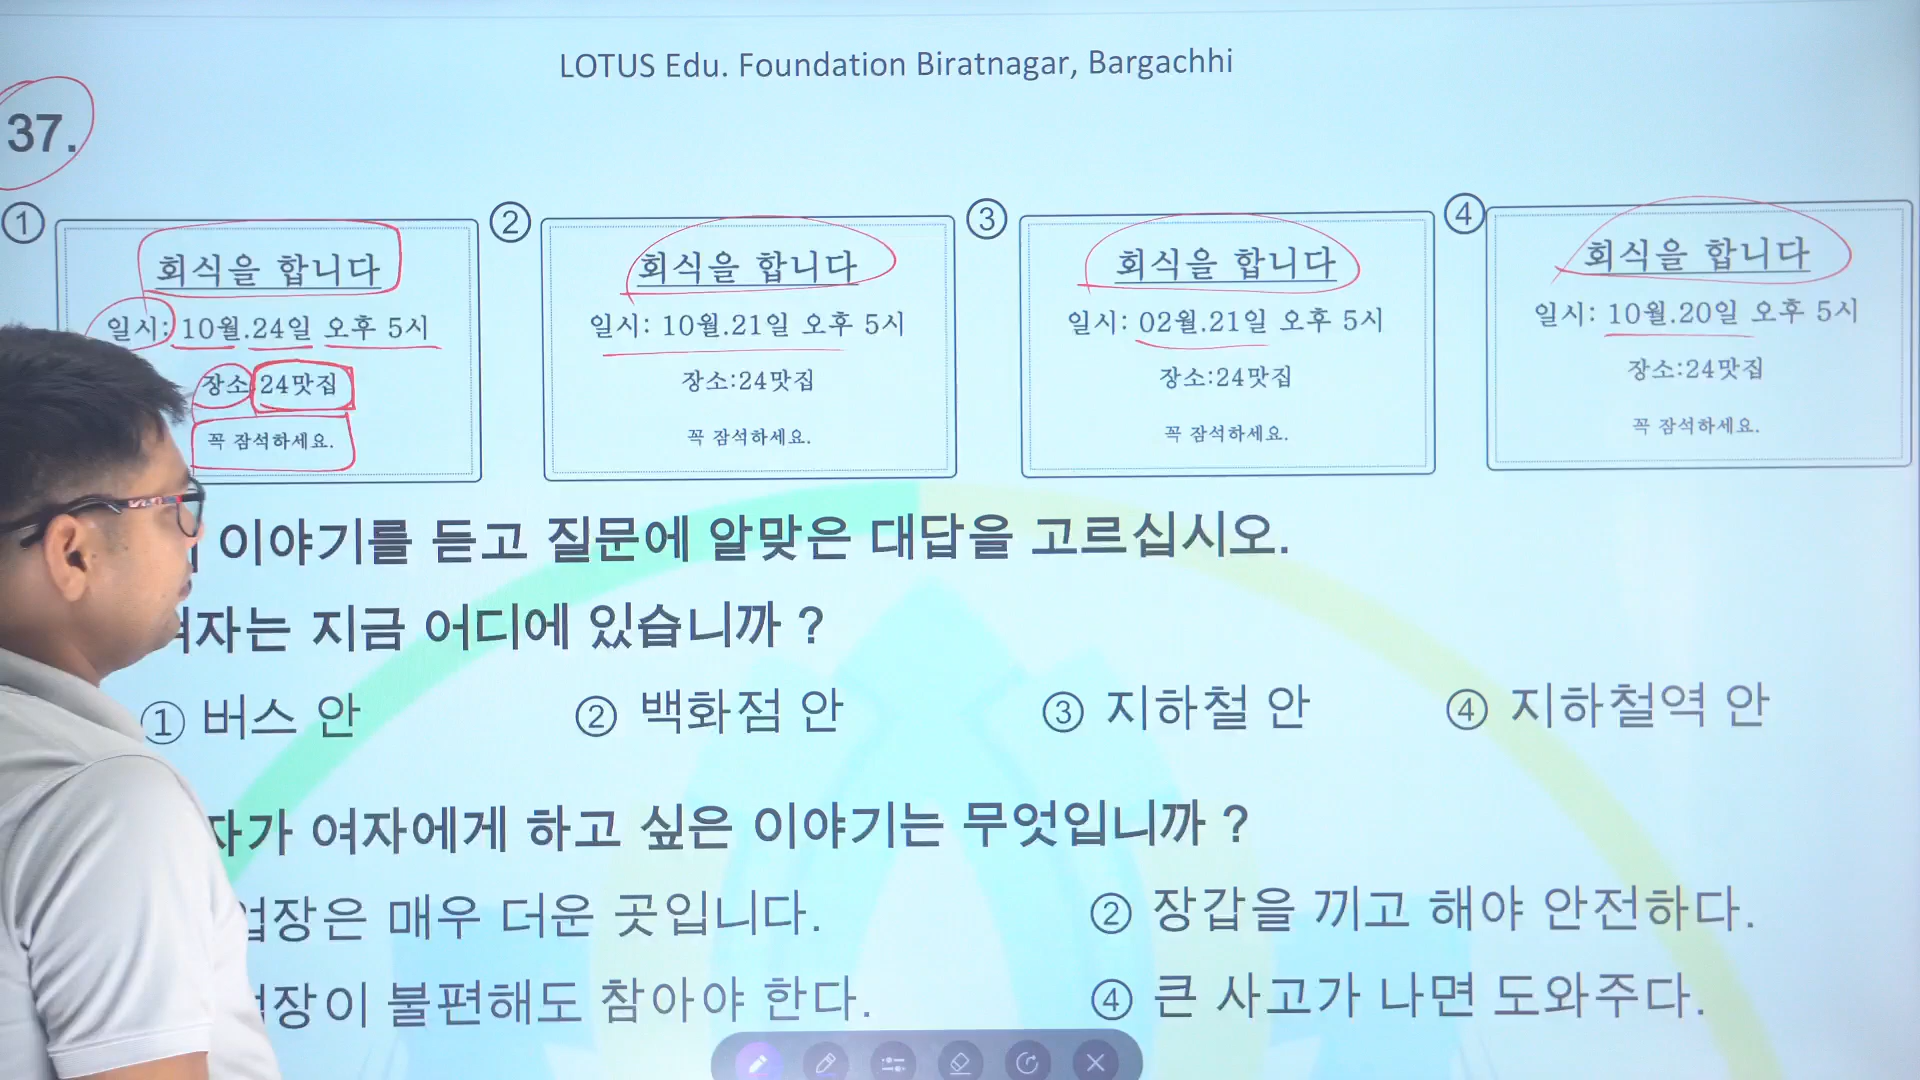 LOTUS Edu. Foundation Biratnagar, Bargachhi
37.
①
회식을 합니다
일시: 10월.24일 오후 5시
장소:24맛집
꼭 잠석하세요.
②
회식을 합니다
일시: 10월.21일 오후 5시
장소:24맛집
꼭 잠석하세요.
③
회식을 합니다
일시: 02월.21일 오후 5시
장소:24맛집
꼭 잠석하세요.
④
회식을 합니다
일시: 10월.20일 오후 5시
장소:24맛집
꼭 잠석하세요.
이야기를 듣고 질문에 알맞은 대답을 고르십시오.
지금 어디에 있습니까 ?
① 버스 안 ② 백화점 안 ③ 지하철 안 ④ 지하철역 안
여자에게 하고 싶은 이야기는 무엇입니까 ?
매우 더운 곳입니다. ② 장갑을 끼고 해야 안전하다.
불편해도 참아야 한다. ④ 큰 사고가 나면 도와주다.